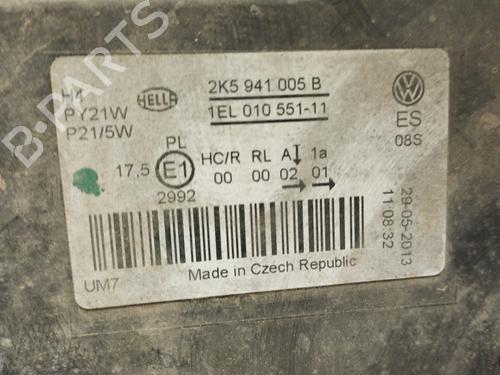 B-PARTS
H4
PY21W
P21/5W
HELLA
2K5 941 005 B
1EL 010 551-11
ES
08S
PL
17,5 E1
2992
HC/R RL A 1a
00 00 02 01
29-05-2013
11:08:32
UM7
Made in Czech Republic